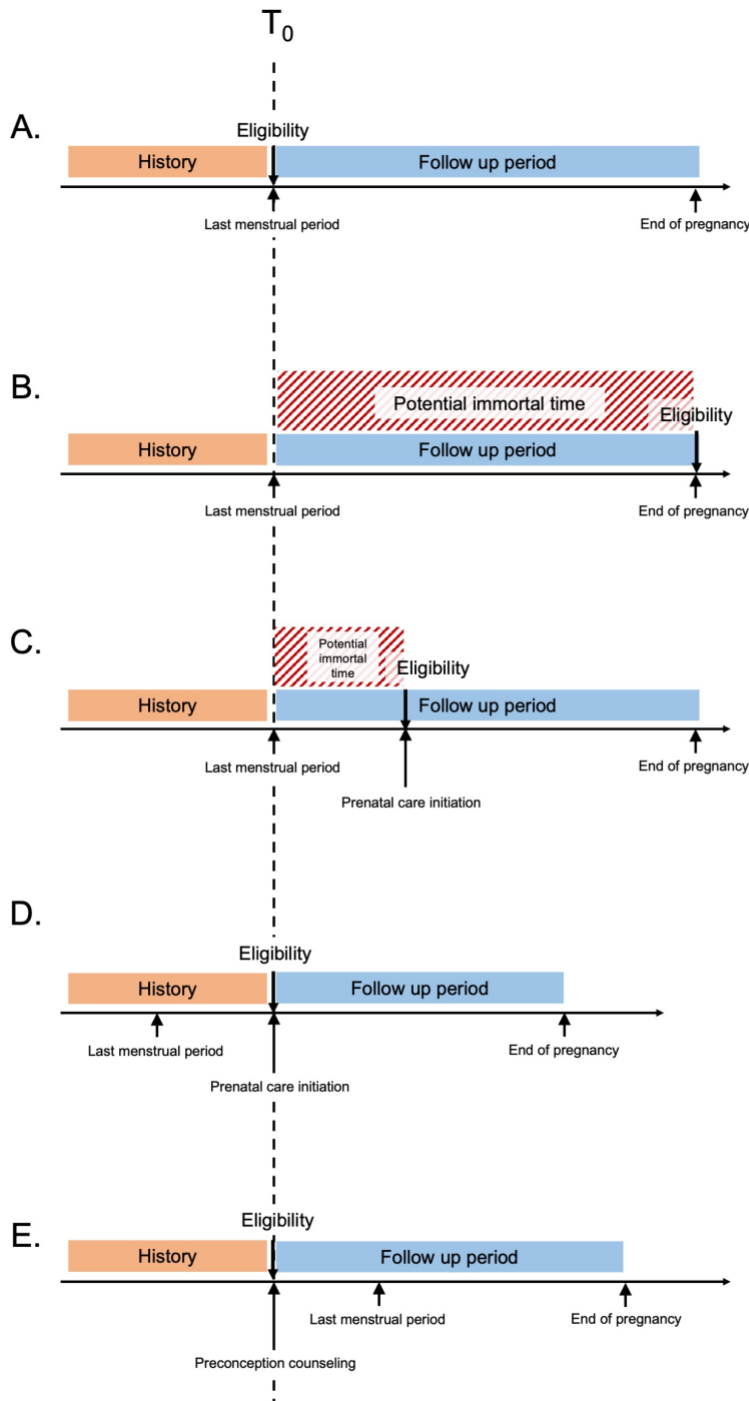 T0
A.
Eligibility
History
Follow up period
Last menstrual period
End of pregnancy
B.
Potential immortal time
Eligibility
History
Follow up period
Last menstrual period
End of pregnancy
C.
Potential
immortal
time
Eligibility
History
Follow up period
Last menstrual period
End of pregnancy
Prenatal care initiation
D.
Eligibility
History
Follow up period
Last menstrual period
End of pregnancy
Prenatal care initiation
E.
Eligibility
History
Follow up period
Last menstrual period
End of pregnancy
Preconception counseling